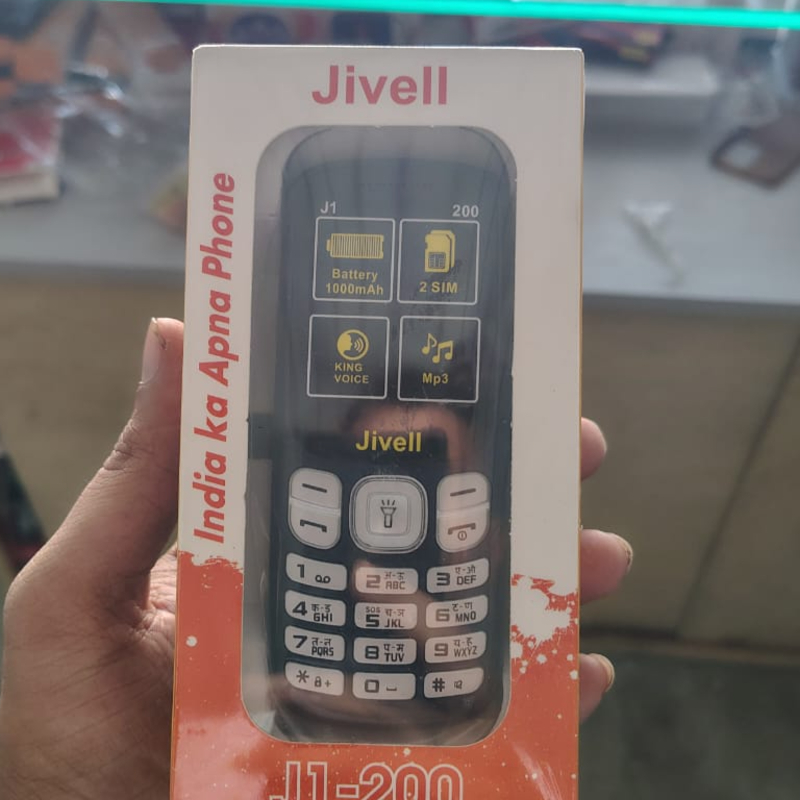 Jivell
India ka Apna Phone
J1 200
Battery
1000mAh
2 SIM
KING
VOICE
Mp3
Jivell
1
2 अ-ऊ ABC
3 ए-ओ DEF
4 क-ङ GHI
SOS 5 च-ञ JKL
6 ट-ण MNO
7 त-न PQRS
8 प-म TUV
9 य-ह WXYZ
* +
0
#
J1-200